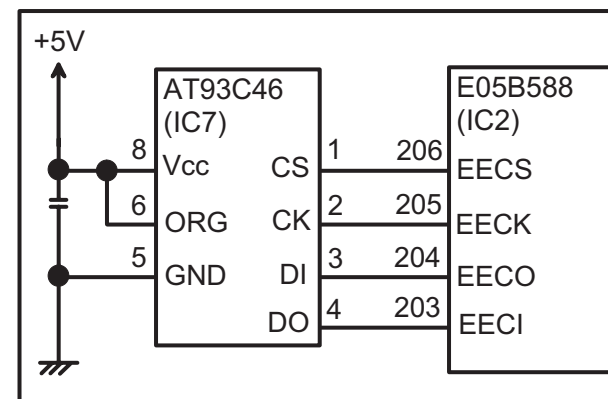 +5V
AT93C46
(IC7)
E05B588
(IC2)
8 Vcc CS 1 206 EECS
6 ORG CK 2 205 EECK
5 GND DI 3 204 EECO
DO 4 203 EECI